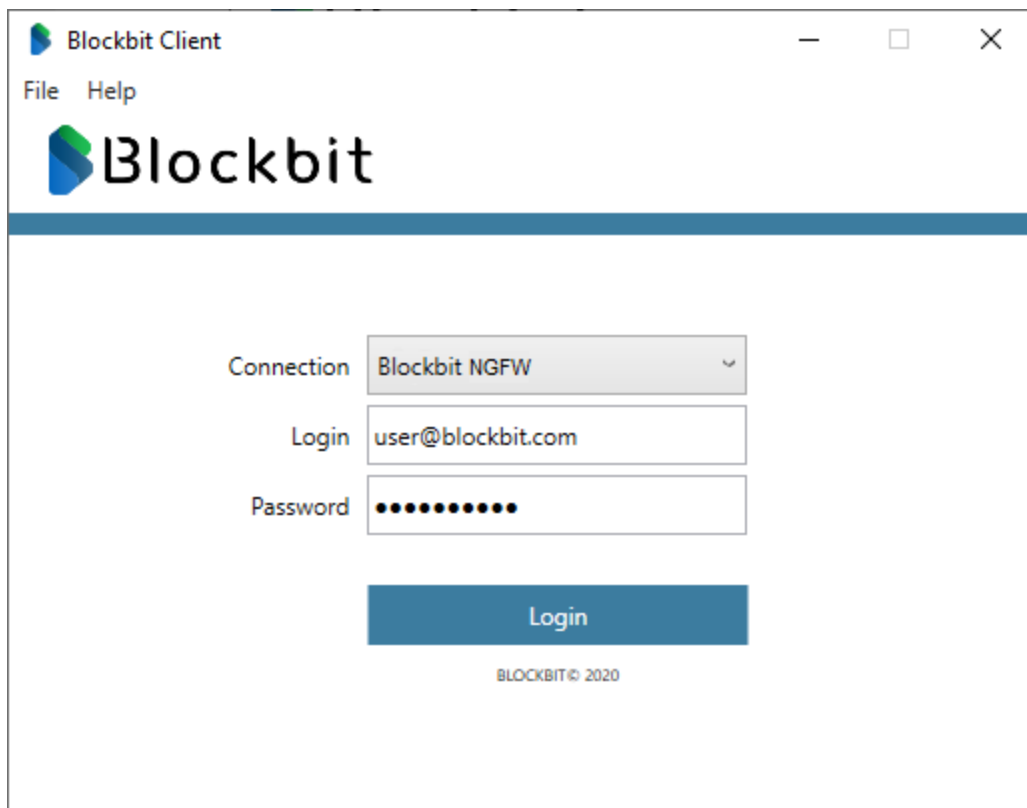 Blockbit Client
File Help
Blockbit
Connection Blockbit NGFW
Login user@blockbit.com
Password ●●●●●●●●●●
Login
BLOCKBIT© 2020